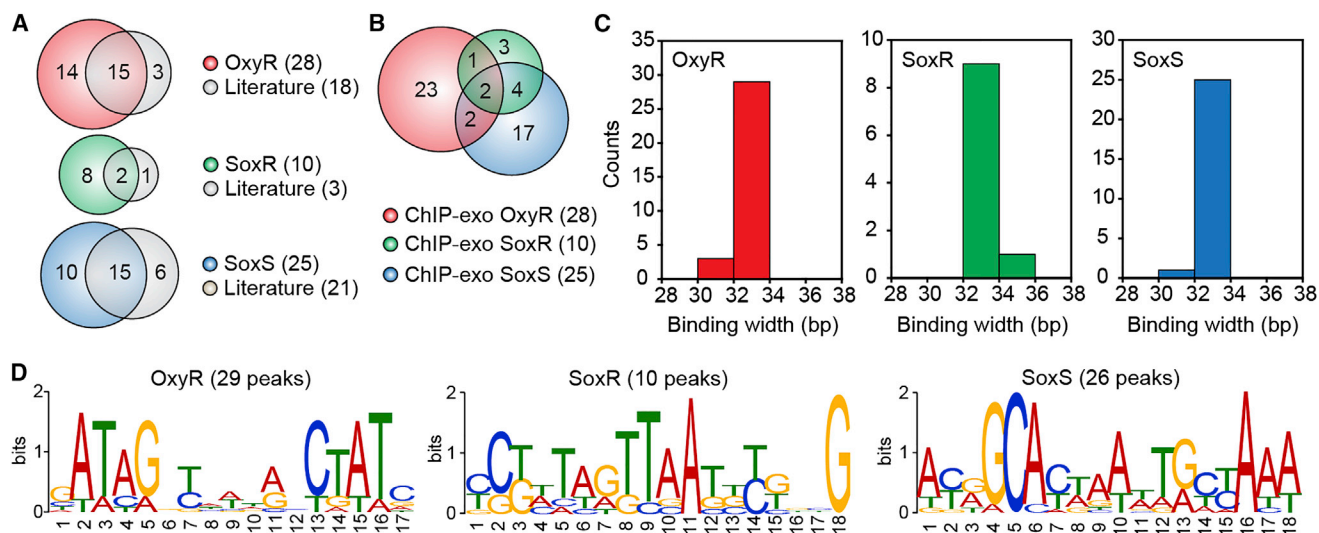 A
14 15 3
OxyR (28)
Literature (18)
8 2 1
SoxR (10)
Literature (3)
10 15 6
SoxS (25)
Literature (21)
B
3
1
23 2 4
2 17
ChIP-exo OxyR (28)
ChIP-exo SoxR (10)
ChIP-exo SoxS (25)
C
Counts
OxyR
35
30
25
20
15
10
5
0
28 30 32 34 36 38
Binding width (bp)
SoxR
10
8
6
4
2
0
28 30 32 34 36 38
Binding width (bp)
SoxS
30
25
20
15
10
5
0
28 30 32 34 36 38
Binding width (bp)
D
OxyR (29 peaks)
2
1
0
bits
1 2 3 4 5 6 7 8 9 10 11 12 13 14 15 16 17
SoxR (10 peaks)
2
1
0
bits
1 2 3 4 5 6 7 8 9 10 11 12 13 14 15 16 17 18
SoxS (26 peaks)
2
1
0
bits
1 2 3 4 5 6 7 8 9 10 11 12 13 14 15 16 17 18